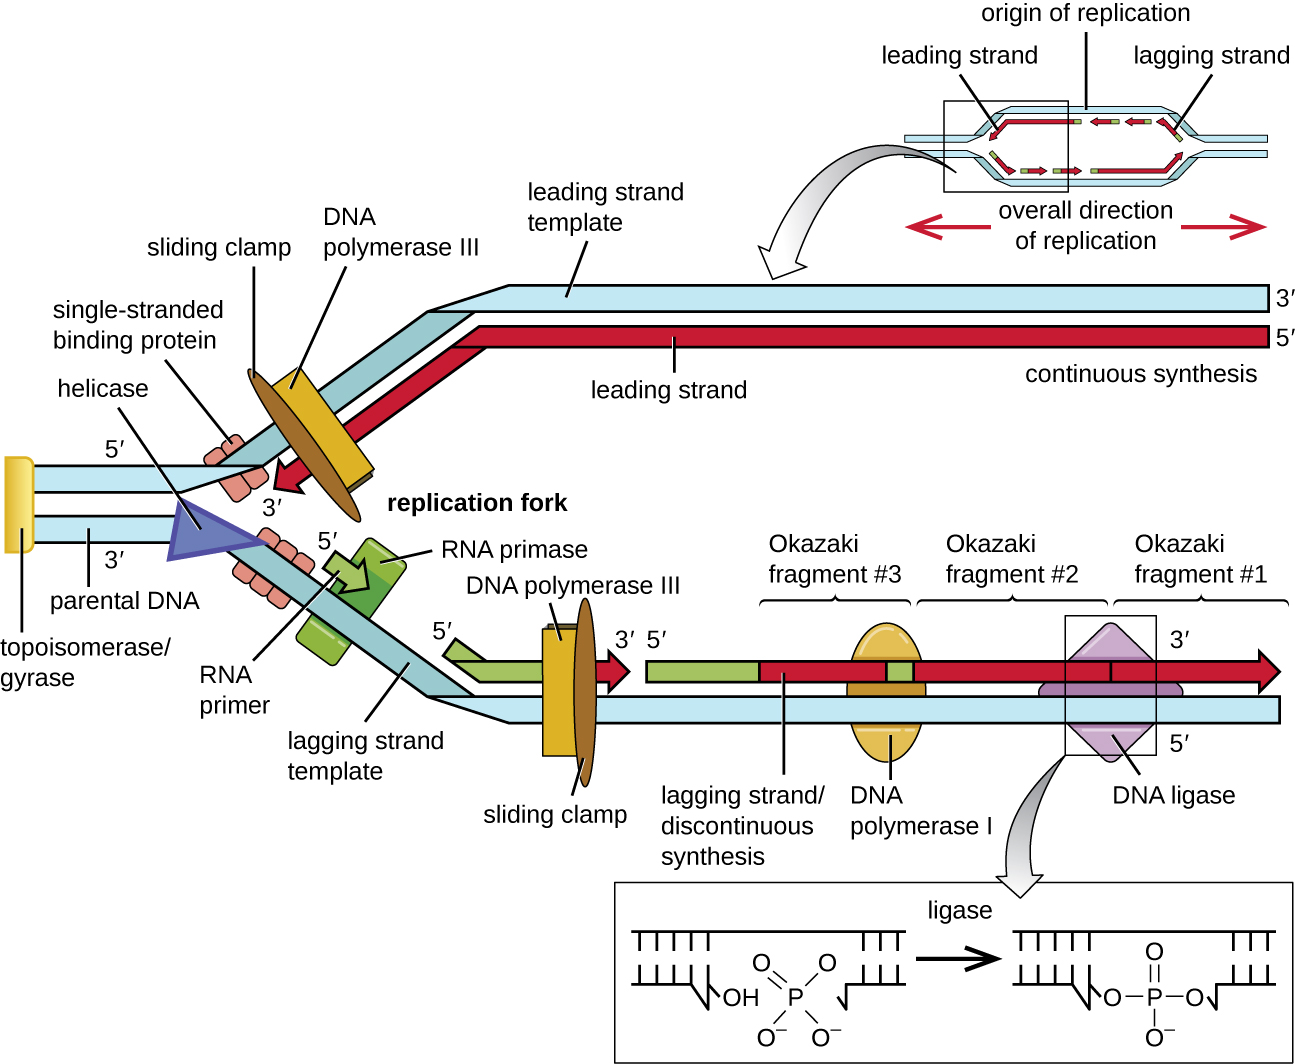 origin of replication
leading strand
lagging strand
overall direction
of replication
leading strand
template
DNA
polymerase III
sliding clamp
single-stranded
binding protein
helicase
3′
5′
leading strand
continuous synthesis
5′
3′
replication fork
3′
parental DNA
topoisomerase/
gyrase
5′
RNA primase
DNA polymerase III
RNA
primer
lagging strand
template
5′
3′
5′
Okazaki
fragment #3
Okazaki
fragment #2
Okazaki
fragment #1
3′
5′
sliding clamp
lagging strand/
discontinuous
synthesis
DNA
polymerase I
DNA ligase
ligase
OH
O
O
P
O−
O−
O
O
P
O
O−